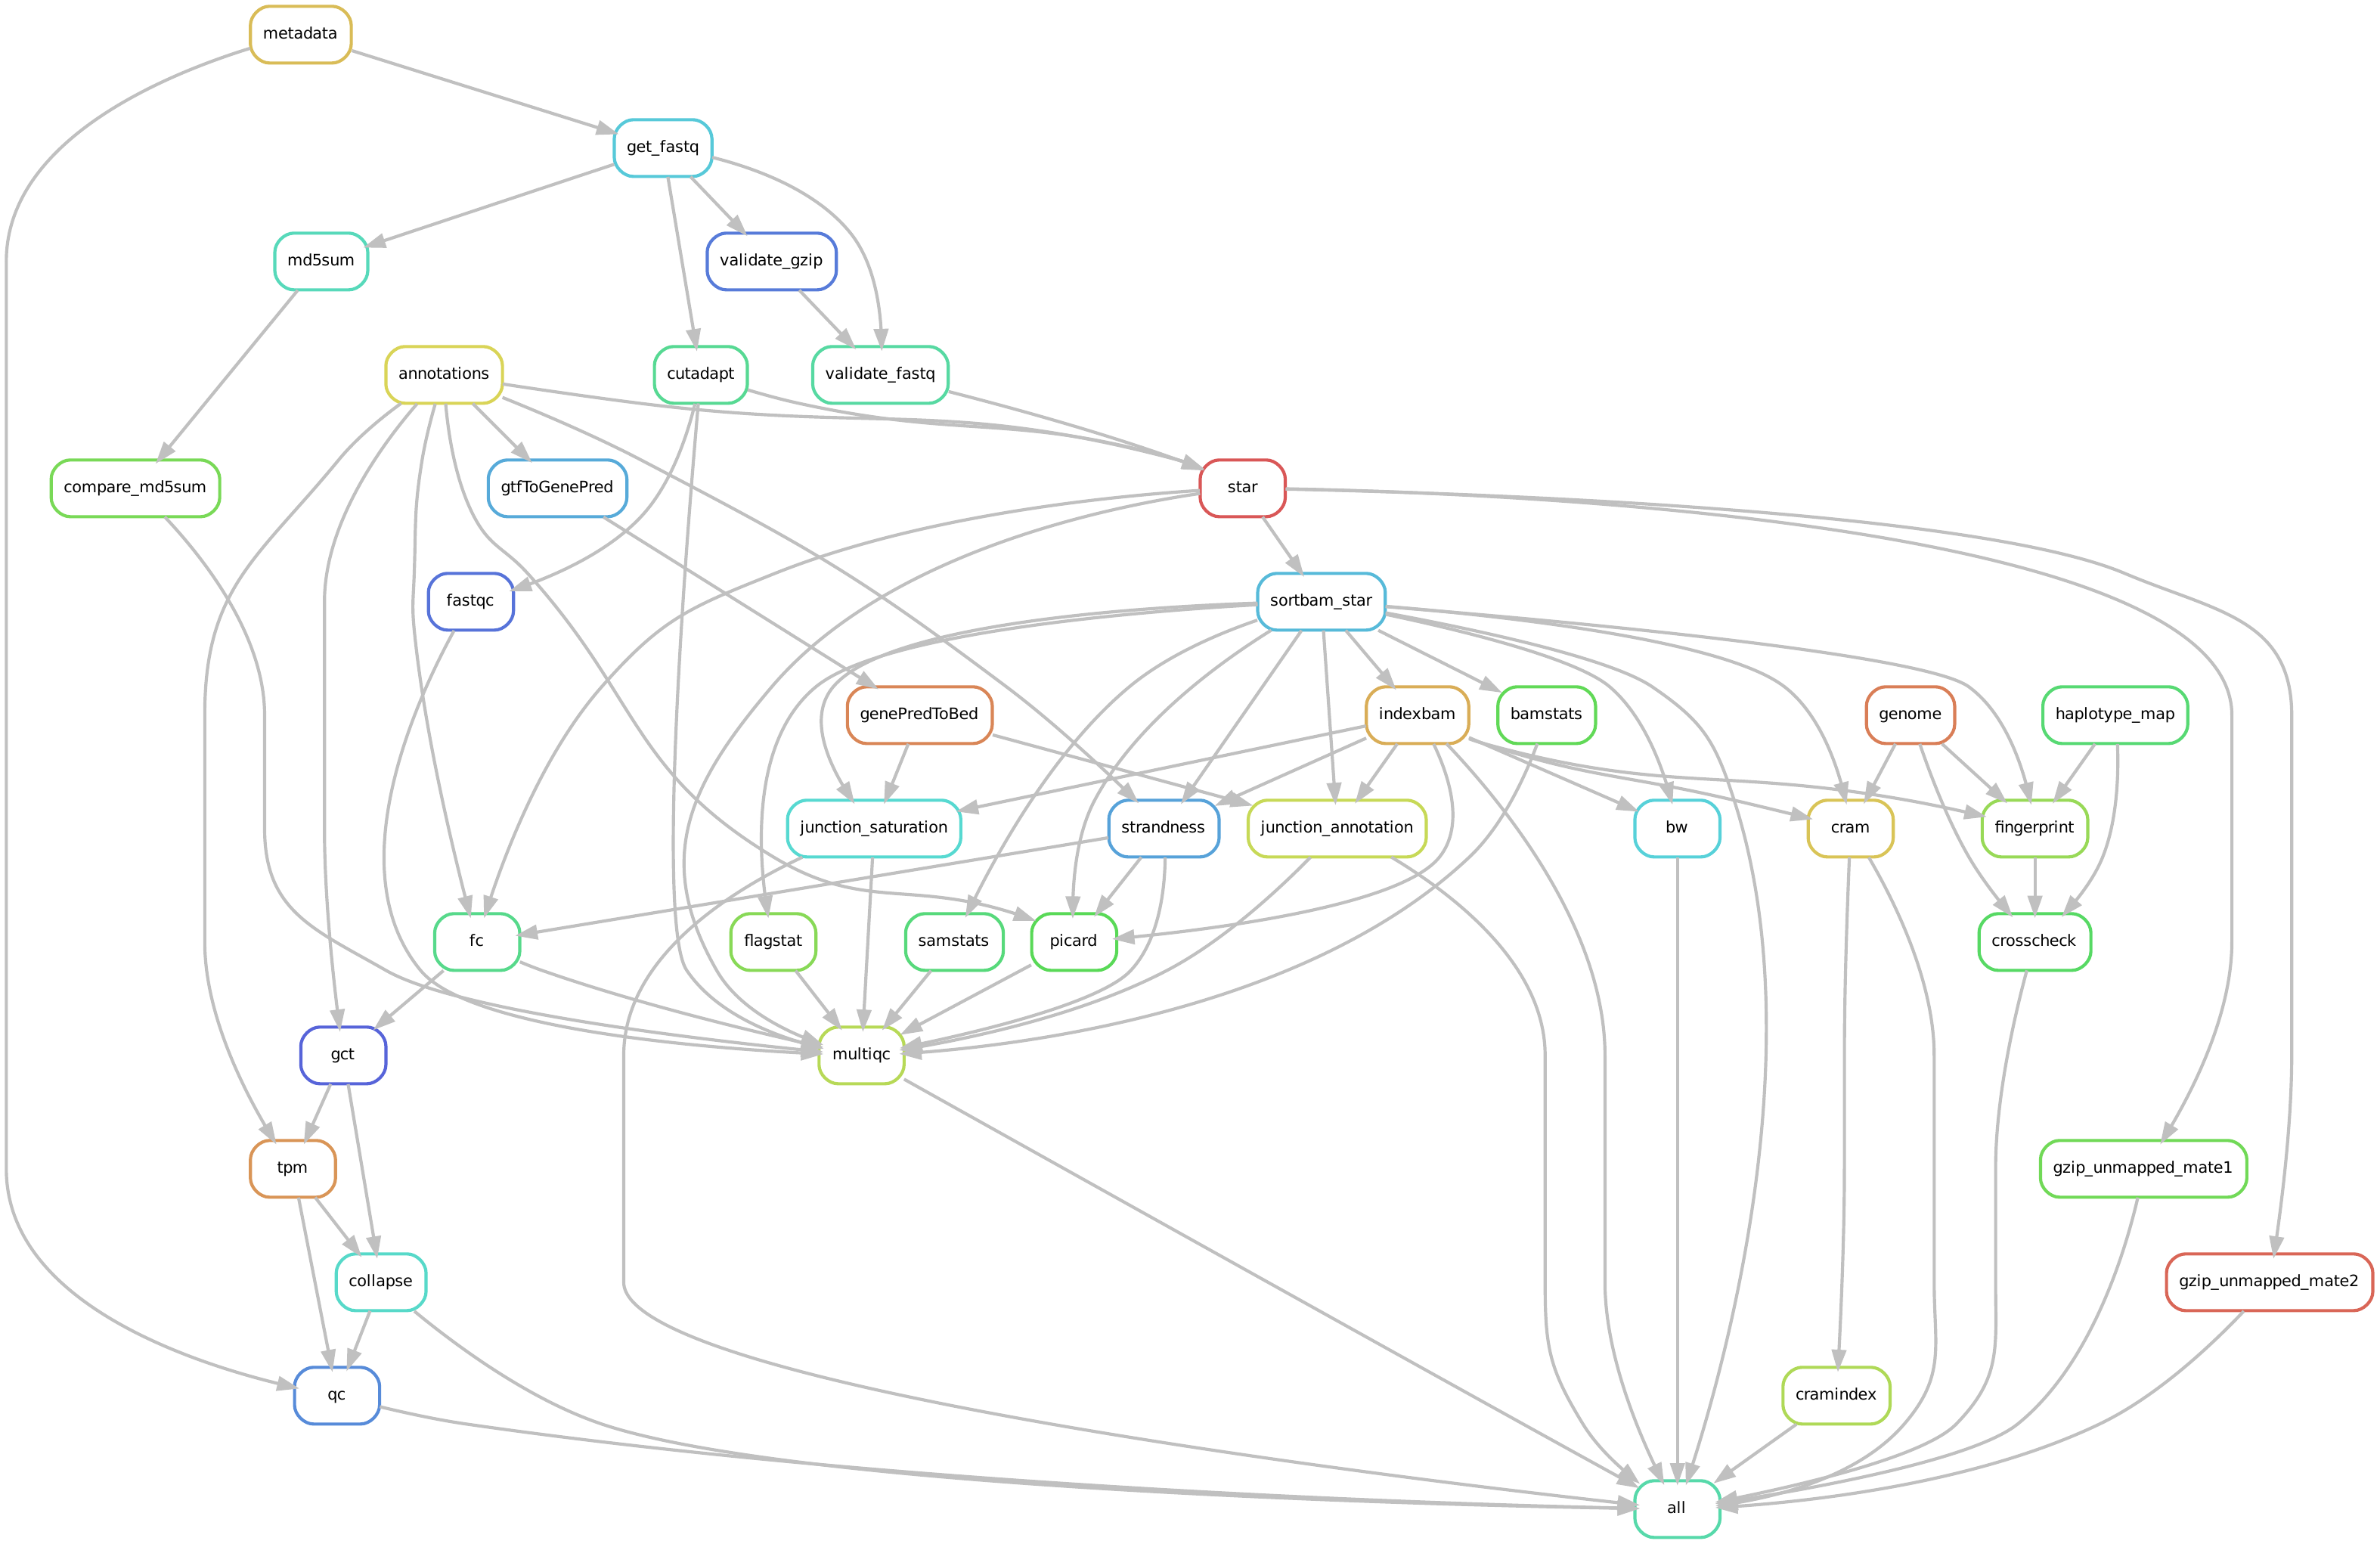 metadata
get_fastq
md5sum
validate_gzip
annotations
cutadapt
validate_fastq
compare_md5sum
gtfToGenePred
star
fastqc
sortbam_star
genePredToBed
indexbam
bamstats
genome
haplotype_map
junction_saturation
strandness
junction_annotation
bw
cram
fingerprint
fc
flagstat
samstats
picard
crosscheck
gct
multiqc
tpm
gzip_unmapped_mate1
collapse
gzip_unmapped_mate2
qc
cramindex
all